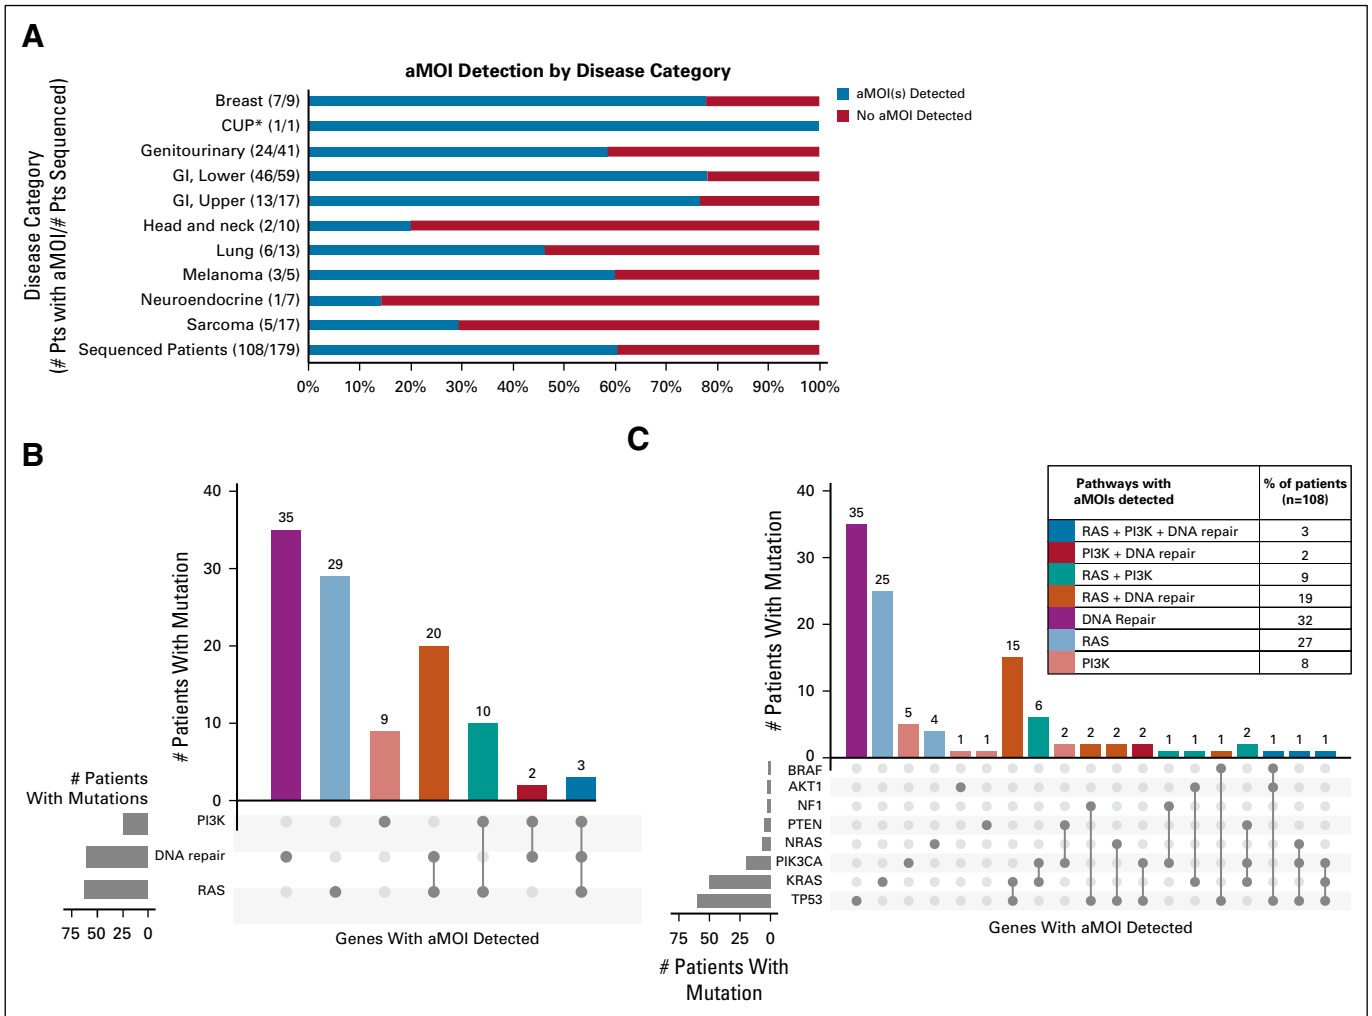 A
aMOI Detection by Disease Category
Disease Category
(# Pts with aMOI/# Pts Sequenced)
Breast (7/9)
CUP* (1/1)
Genitourinary (24/41)
GI, Lower (46/59)
GI, Upper (13/17)
Head and neck (2/10)
Lung (6/13)
Melanoma (3/5)
Neuroendocrine (1/7)
Sarcoma (5/17)
Sequenced Patients (108/179)
0% 10% 20% 30% 40% 50% 60% 70% 80% 90% 100%
aMOI(s) Detected
No aMOI Detected
B
# Patients With Mutation
40
30
20
10
0
35 29 9 20 10 2 3
# Patients
With Mutations
PI3K
DNA repair
RAS
75 50 25 0
Genes With aMOI Detected
C
# Patients With Mutation
40
30
20
10
0
35 25 5 4 1 1 15 6 2 2 2 2 1 1 1 2 1 1 1
Pathways with
aMOIs detected
% of patients
(n=108)
RAS + PI3K + DNA repair 3
PI3K + DNA repair 2
RAS + PI3K 9
RAS + DNA repair 19
DNA Repair 32
RAS 27
PI3K 8
BRAF
AKT1
NF1
PTEN
NRAS
PIK3CA
KRAS
TP53
75 50 25 0
# Patients With
Mutation
Genes With aMOI Detected